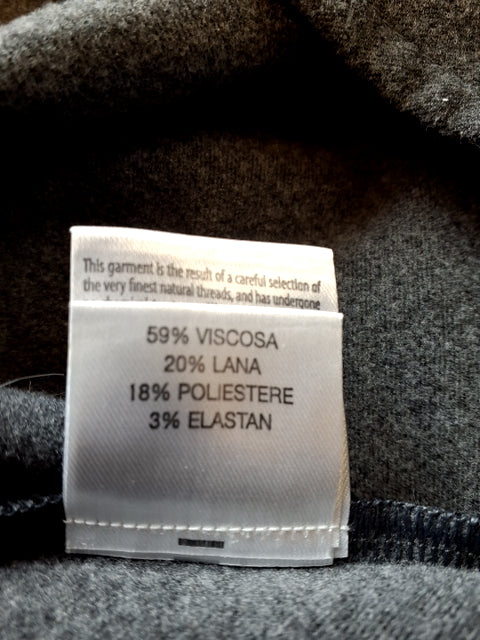 This garment is the result of a careful selection of
the very finest natural threads, and has undergone
59% VISCOSA
20% LANA
18% POLIESTERE
3% ELASTAN